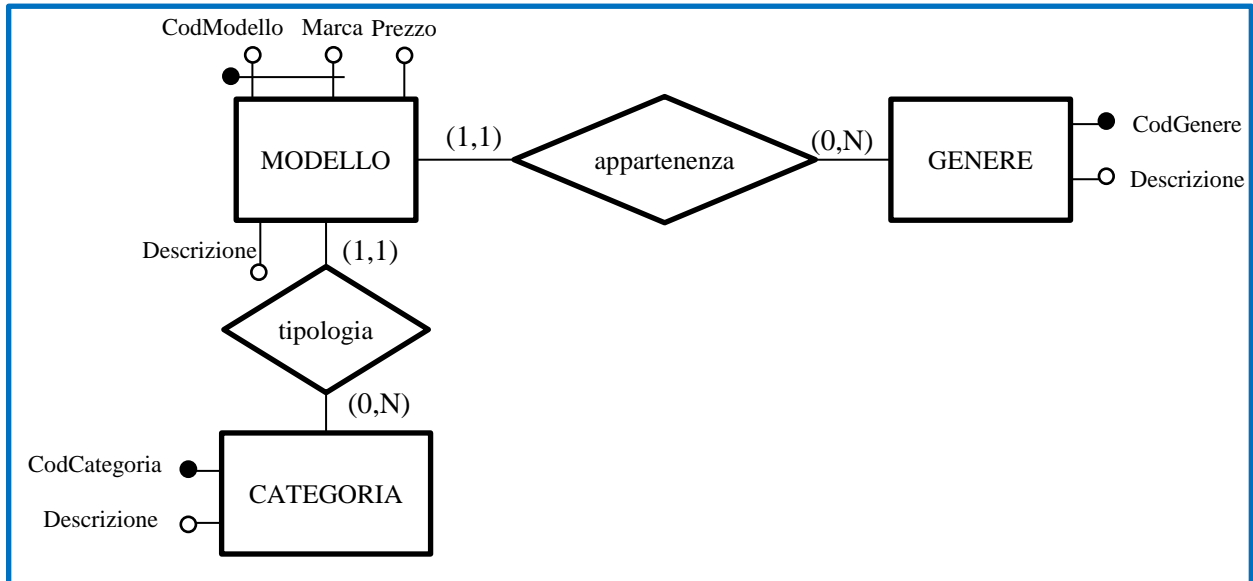 CodModello Marca Prezzo
MODELLO (1,1) appartenenza (0,N) GENERE CodGenere
Descrizione
Descrizione (1,1)
tipologia
(0,N)
CodCategoria
CATEGORIA
Descrizione